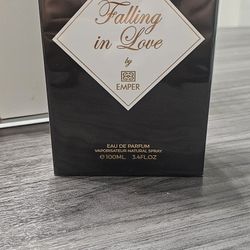 Falling
in Love
by
EMPER
EAU DE PARFUM
VAPORISATEUR NATURAL SPRAY
℮ 100ML 3.4FL.OZ